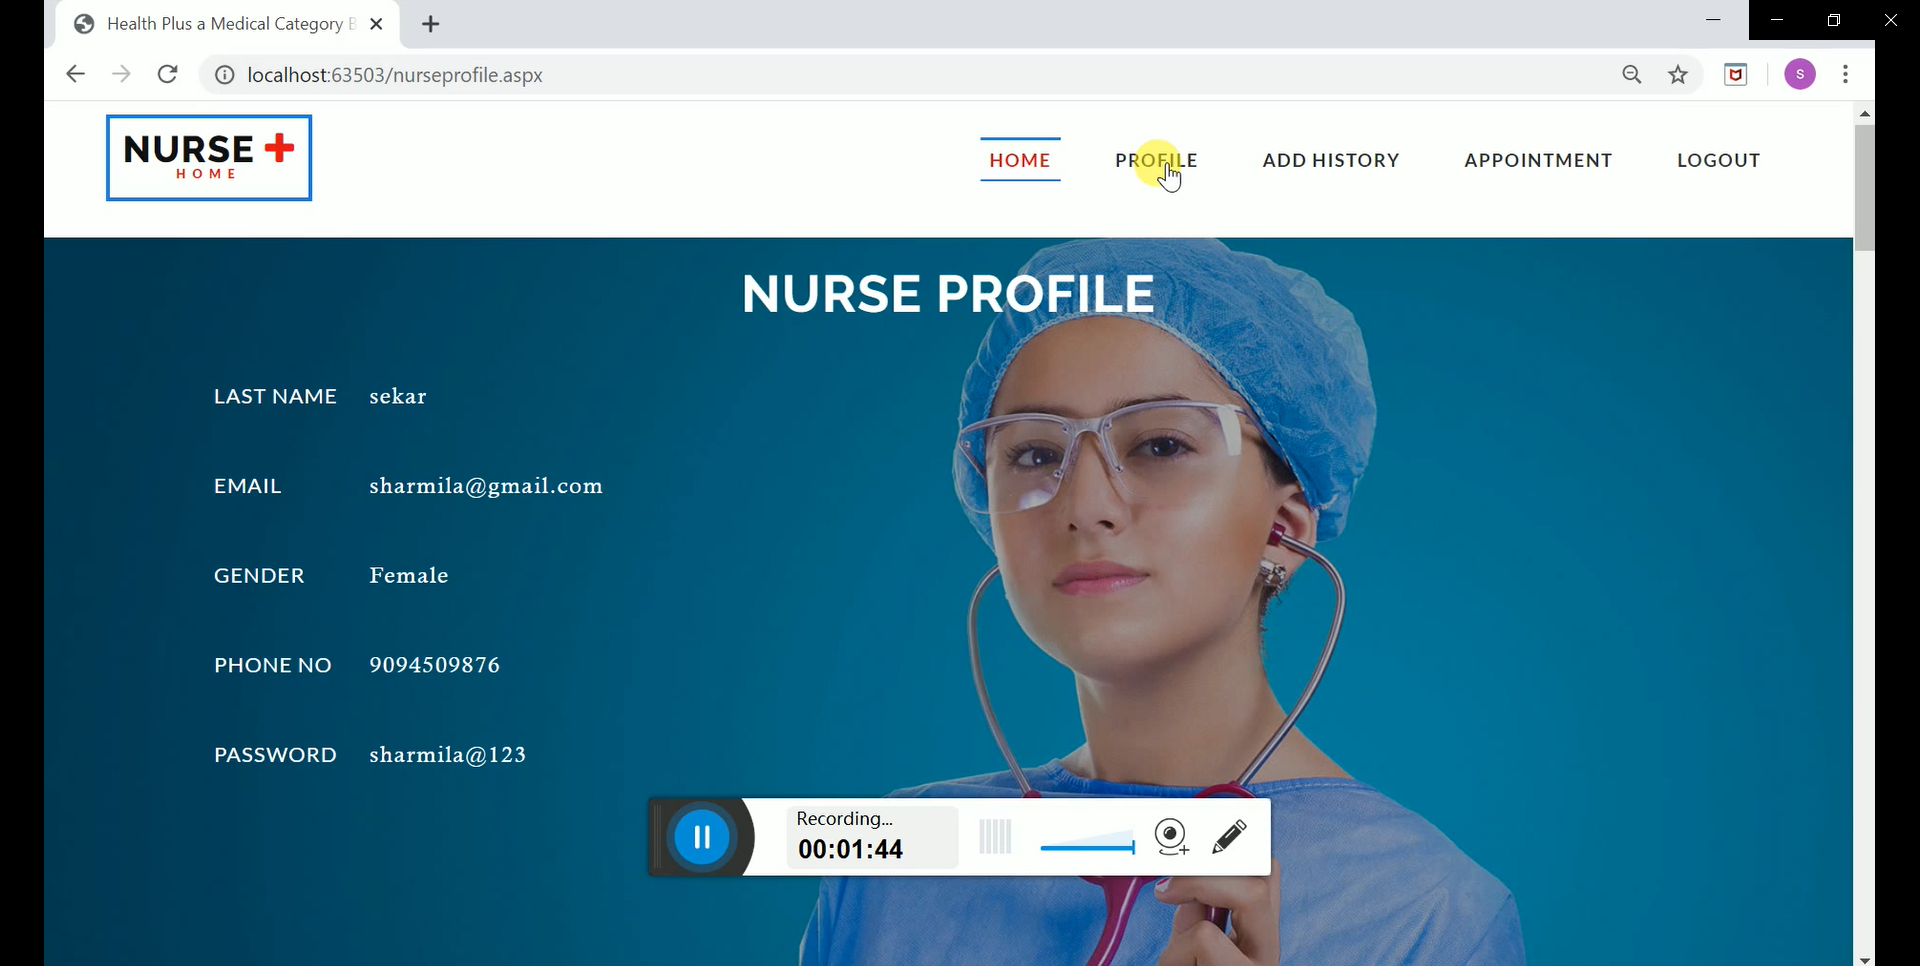 Health Plus a Medical Category B
localhost:63503/nurseprofile.aspx
S
NURSE
HOME
HOME PROFILE ADD HISTORY APPOINTMENT LOGOUT
NURSE PROFILE
LAST NAME sekar
EMAIL sharmila@gmail.com
GENDER Female
PHONE NO 9094509876
PASSWORD sharmila@123
Recording...
00:01:44